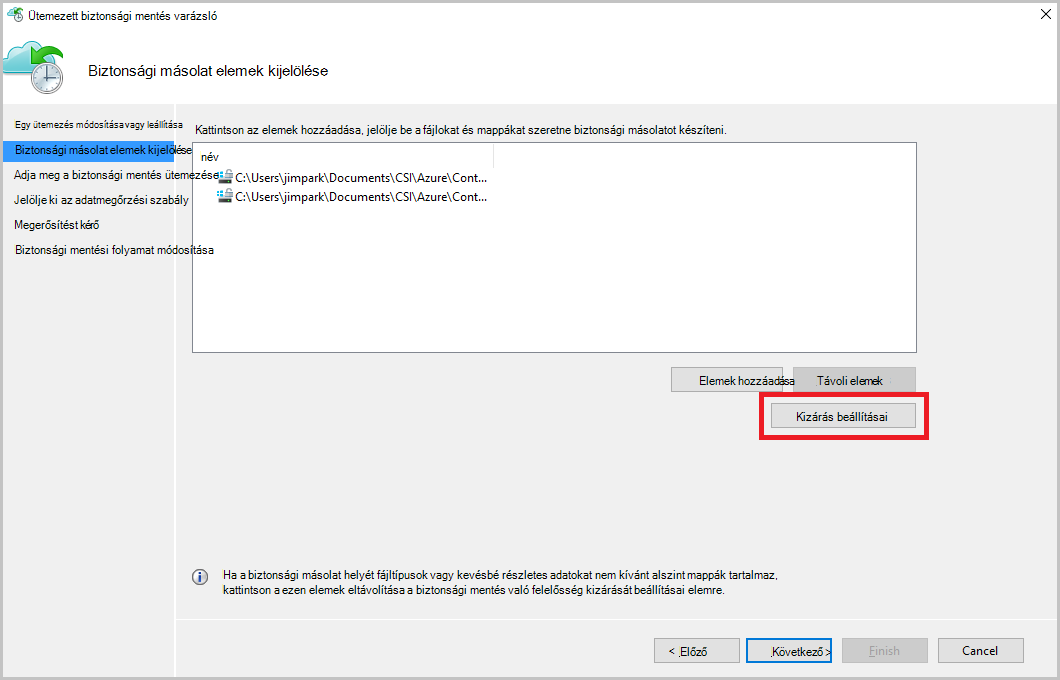 Ütemezett biztonsági mentés varázsló
Biztonsági másolat elemek kijelölése
Egy ütemezés módosítása vagy leállítása
Biztonsági másolat elemek kijelölése
Adja meg a biztonsági mentés ütemezése
Jelölje ki az adatmegőrzési szabály
Megerősítést kérő
Biztonsági mentési folyamat módosítása
Kattintson az elemek hozzáadása, jelölje be a fájlokat és mappákat szeretne biztonsági másolatot készíteni.
név
C:\Users\jimpark\Documents\CSI\Azure\Cont...
C:\Users\jimpark\Documents\CSI\Azure\Cont...
Elemek hozzáadása
Távoli elemek
Kizárás beállításai
Ha a biztonsági másolat helyét fájltípusok vagy kevésbé részletes adatokat nem kívánt alszint mappák tartalmaz,
kattintson a ezen elemek eltávolítása a biztonsági mentés való felelősség kizárását beállításai elemre.
< Előző
Következő >
Finish
Cancel